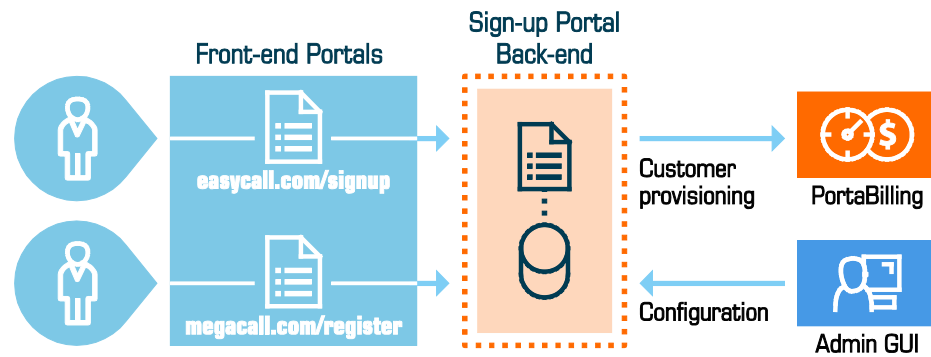 Sign-up Portal
Back-end
Front-end Portals
easycall.com/signup
megacall.com/register
Customer
provisioning
$
PortaBilling
Configuration
Admin GUI